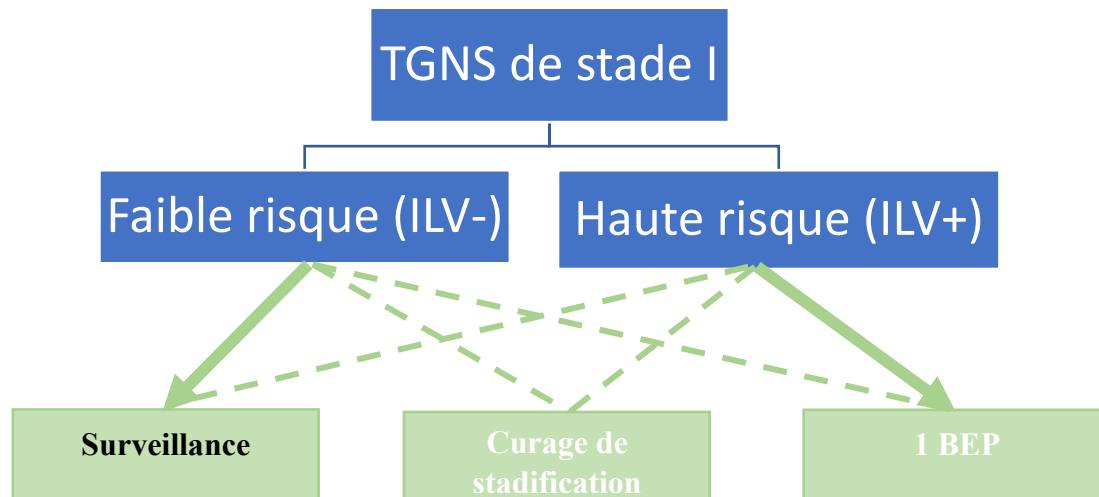 TGNS de stade I
Faible risque (ILV-)
Haute risque (ILV+)
Surveillance
Curage de
stadification
1 BEP